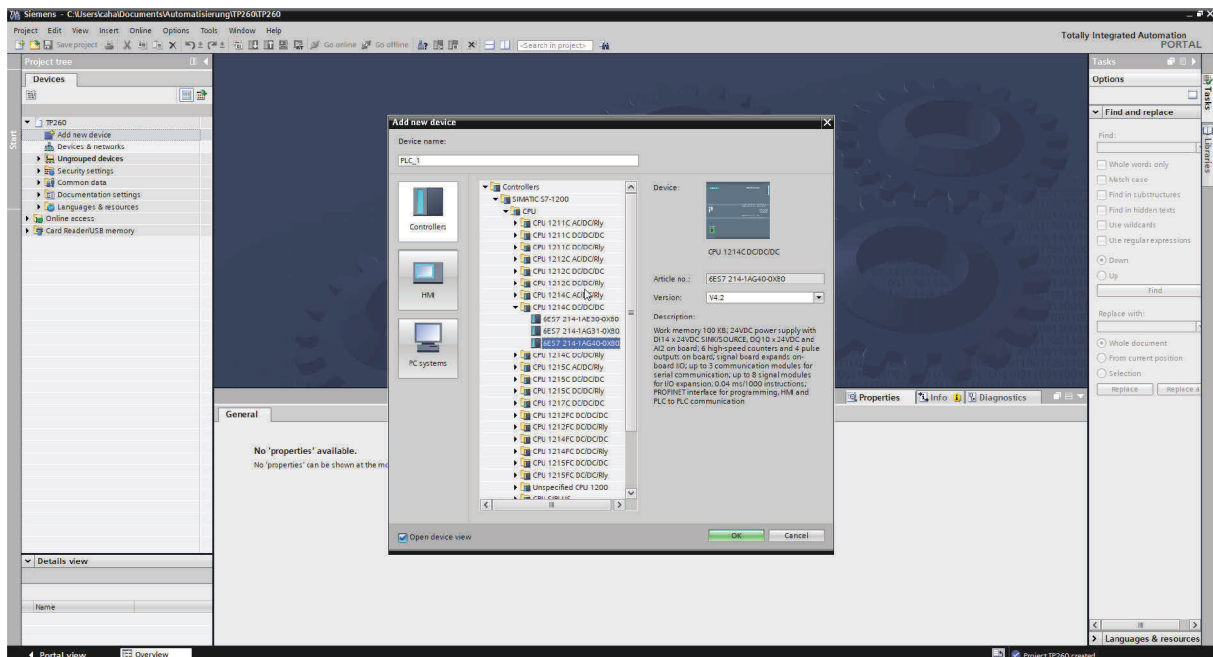 Siemens - C:\Users\caha\Documents\Automatisierung\TP260\TP260
Project Edit View Insert Online Options Tools Window Help
Totally Integrated Automation
PORTAL
Save project
Go online
Go offline
<Search in project>
Project tree
Devices
Start
TP260
Add new device
Devices & networks
Ungrouped devices
Security settings
Common data
Documentation settings
Languages & resources
Online access
Card Reader/USB memory
Details view
Name
Add new device
Device name:
PLC_1
Controllers
HMI
PC systems
Controllers
SIMATIC S7-1200
CPU
CPU 1211C AC/DC/Rly
CPU 1211C DC/DC/DC
CPU 1211C DC/DC/Rly
CPU 1212C AC/DC/Rly
CPU 1212C DC/DC/DC
CPU 1212C DC/DC/Rly
CPU 1214C AC/DC/Rly
CPU 1214C DC/DC/DC
6ES7 214-1AE30-0XB0
6ES7 214-1AG31-0XB0
6ES7 214-1AG40-0XB0
CPU 1214C DC/DC/Rly
CPU 1215C AC/DC/Rly
CPU 1215C DC/DC/DC
CPU 1215C DC/DC/Rly
CPU 1217C DC/DC/DC
CPU 1212FC DC/DC/DC
CPU 1212FC DC/DC/Rly
CPU 1214FC DC/DC/DC
CPU 1214FC DC/DC/Rly
CPU 1215FC DC/DC/DC
CPU 1215FC DC/DC/Rly
Unspecified CPU 1200
CPU SIPLUS
Device:
CPU 1214C DC/DC/DC
Article no.: 6ES7 214-1AG40-0XB0
Version: V4.2
Description:
Work memory 100 KB; 24VDC power supply with
DI14 x 24VDC SINK/SOURCE, DQ10 x 24VDC and
AI2 on board; 6 high-speed counters and 4 pulse
outputs on board; signal board expands on-
board I/O; up to 3 communication modules for
serial communication; up to 8 signal modules
for I/O expansion; 0.04 ms/1000 instructions;
PROFINET interface for programming, HMI and
PLC to PLC communication
Open device view
OK Cancel
General
No 'properties' available.
No 'properties' can be shown at the mo
Properties Info Diagnostics
Tasks
Options
Find and replace
Find:
Whole words only
Match case
Find in substructures
Find in hidden texts
Use wildcards
Use regular expressions
Down
Up
Find
Replace with:
Whole document
From current position
Selection
Replace Replace a
Languages & resources
Tasks
Libraries
Portal view Overview
Project TP260 created.